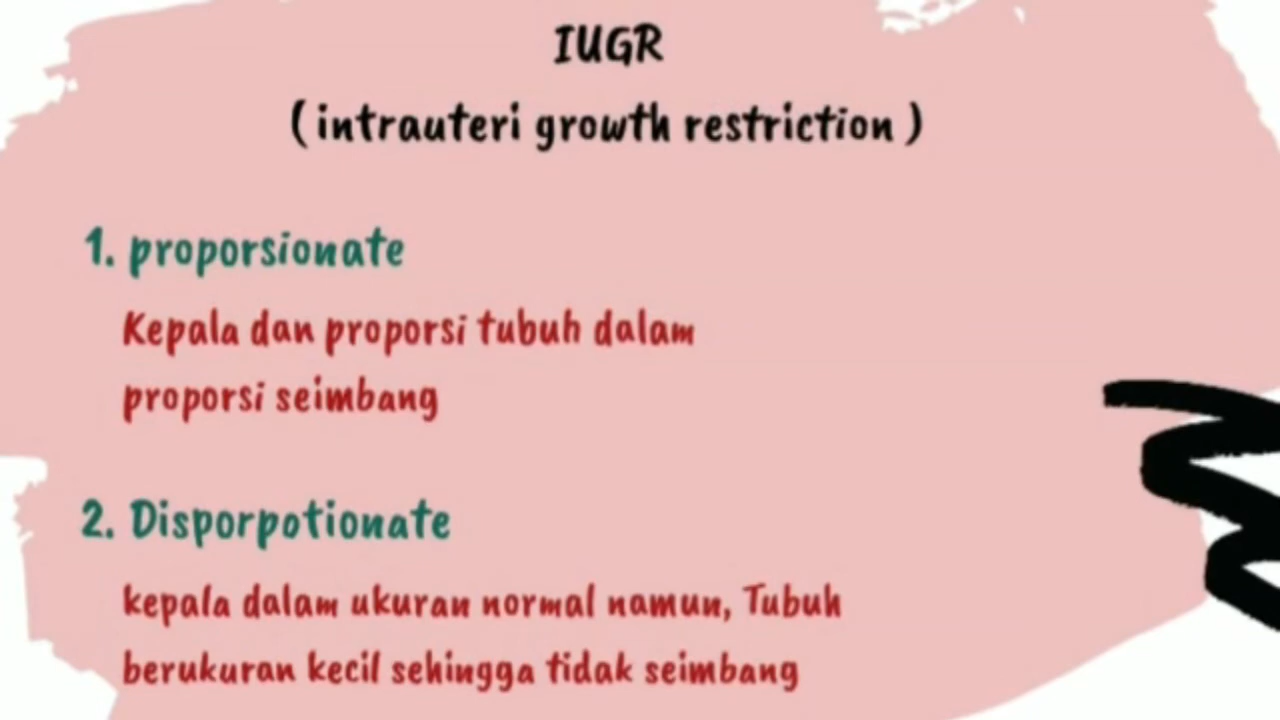 IUGR
( intrauteri growth restriction )
1. proporsionate
Kepala dan proporsi tubuh dalam
proporsi seimbang
2. Disporpotionate
kepala dalam ukuran normal namun, Tubuh
berukuran kecil sehingga tidak seimbang